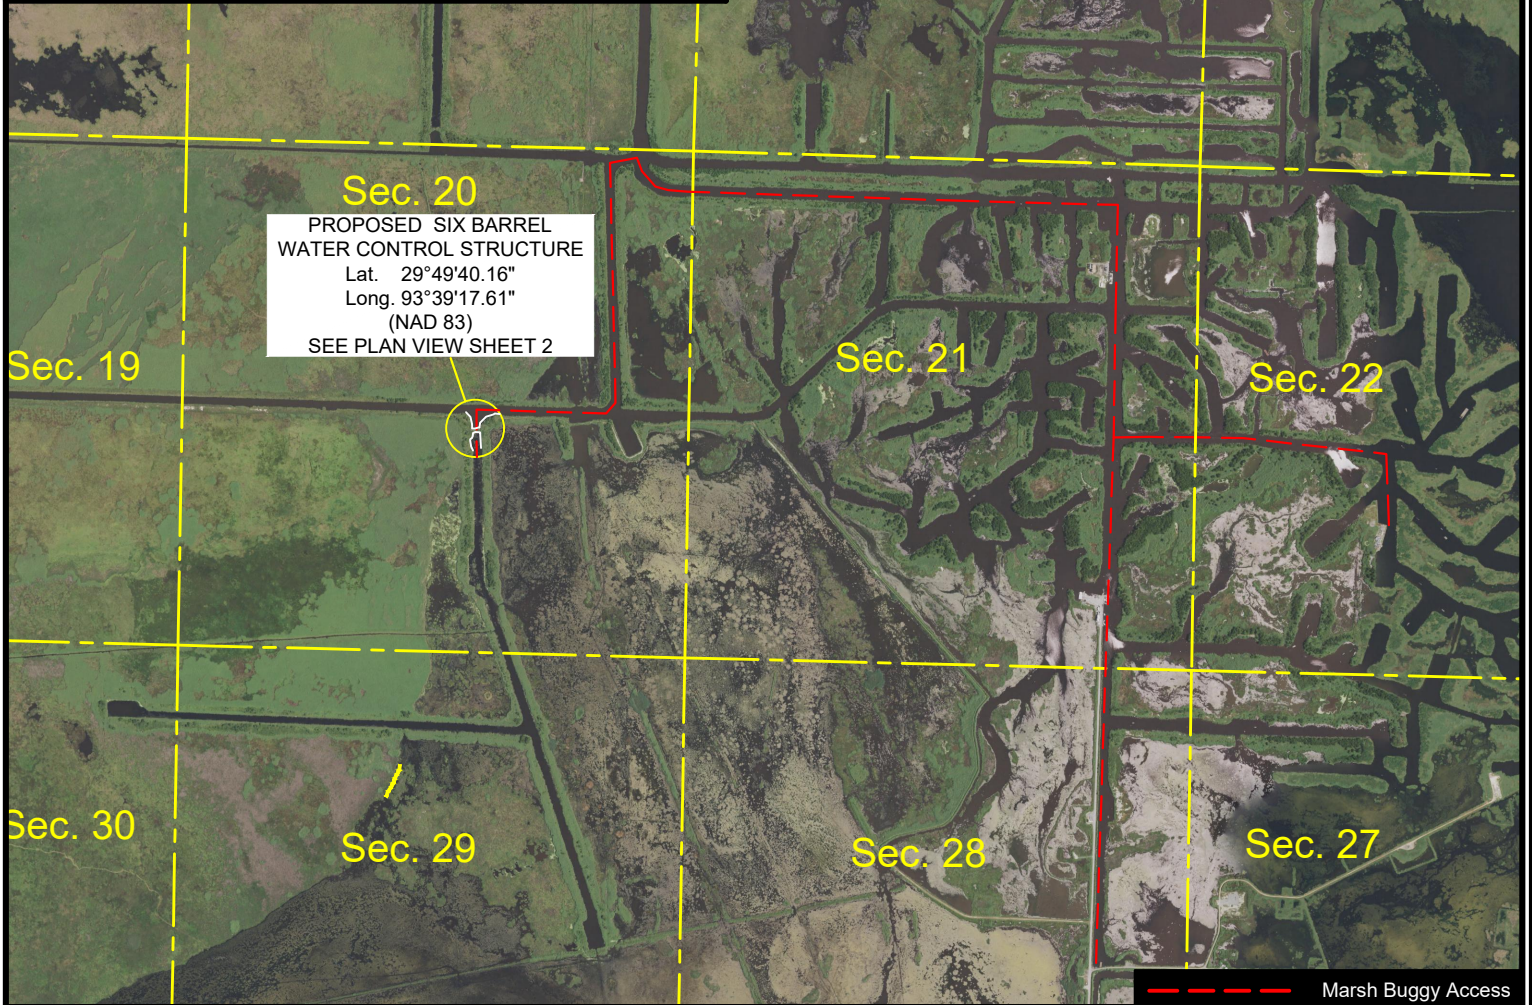 Sec. 20
PROPOSED SIX BARREL
WATER CONTROL STRUCTURE
Lat. 29°49'40.16"
Long. 93°39'17.61"
(NAD 83)
SEE PLAN VIEW SHEET 2
Sec. 19
Sec. 21
Sec. 22
Sec. 30
Sec. 29
Sec. 28
Sec. 27
Marsh Buggy Access